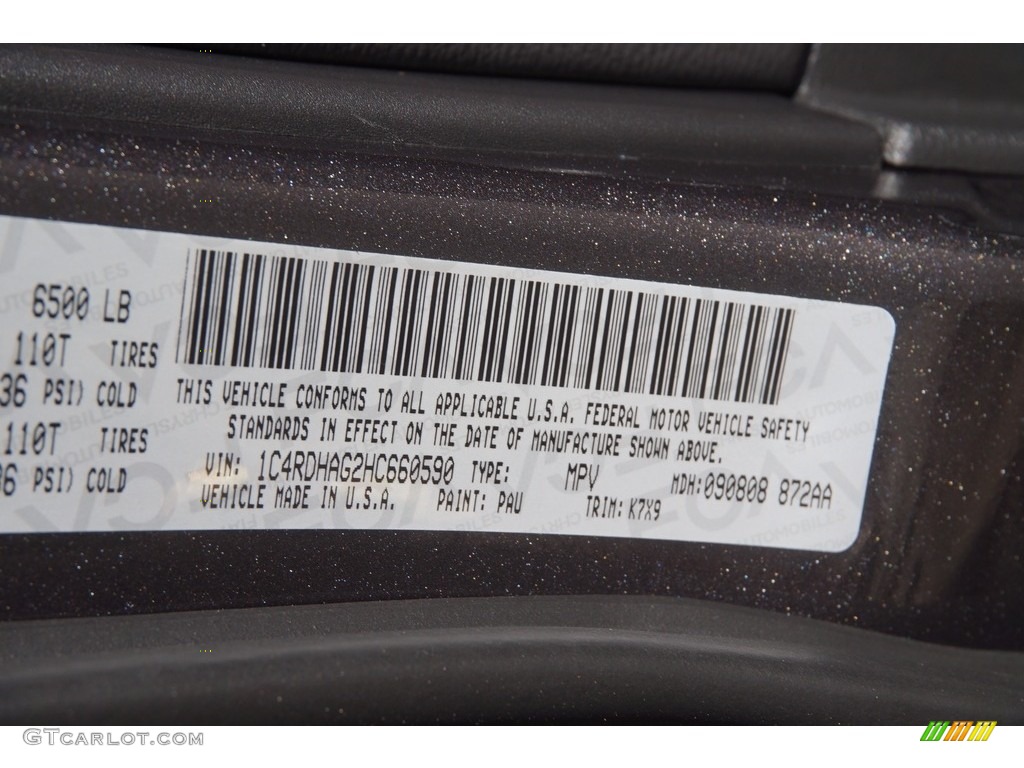 6500 LB
110T TIRES
36 PSI) COLD
110T TIRES
36 PSI) COLD
THIS VEHICLE CONFORMS TO ALL APPLICABLE U.S.A. FEDERAL MOTOR VEHICLE SAFETY
STANDARDS IN EFFECT ON THE DATE OF MANUFACTURE SHOWN ABOVE.
VIN: 1C4RDHAG2HC660590 TYPE: MPV MDH:090808 872AA
VEHICLE MADE IN U.S.A. PAINT: PAU TRIM: K7X9
GTCARLOT.COM